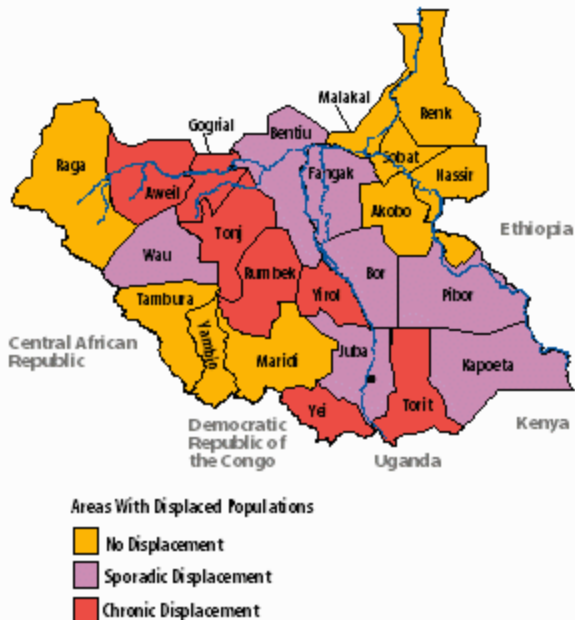 Renk
Malakal
Gogrial
Bentiu
Sobat
Nassir
Raga
Fangak
Aweil
Akobo
Tonj
Ethiopia
Wau
Rumbek
Bor
Yirol
Pibor
Tambura
Yambio
Central African
Republic
Maridi
Juba
Kapoeta
Yei
Torit
Democratic
Republic of
the Congo
Uganda
Kenya
Areas With Displaced Populations
No Displacement
Sporadic Displacement
Chronic Displacement